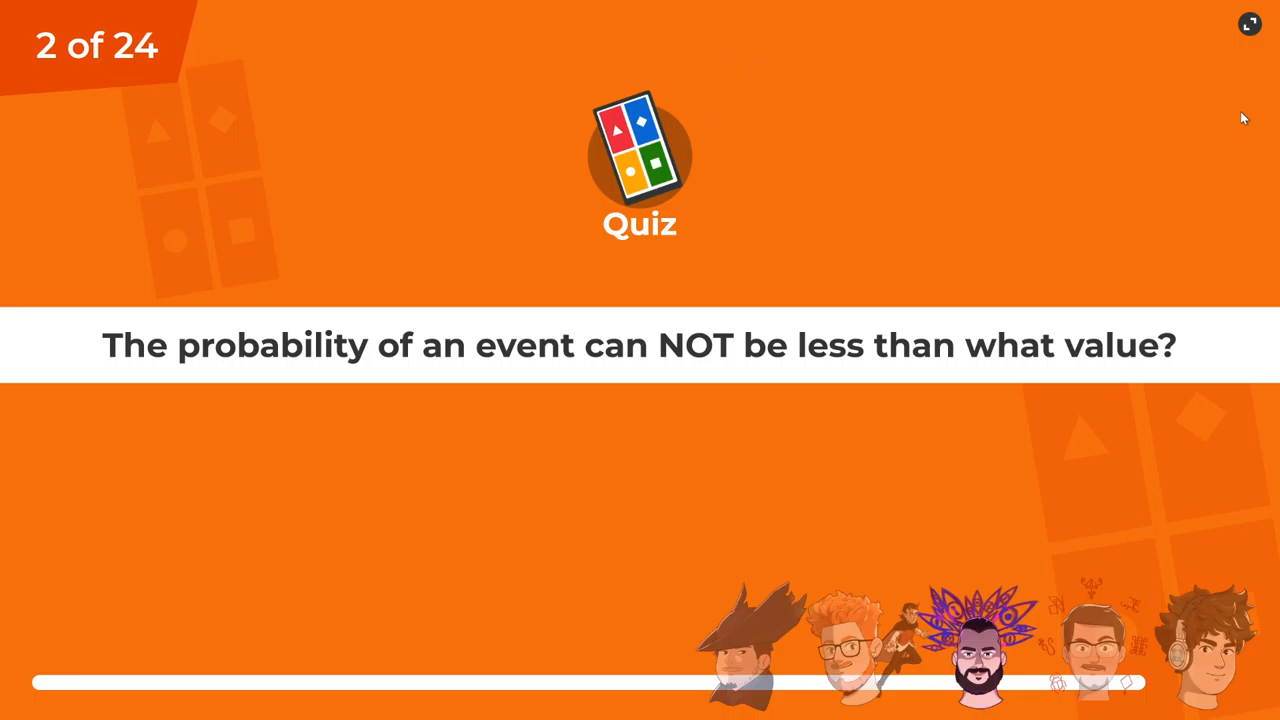 2 of 24
Quiz
The probability of an event can NOT be less than what value?